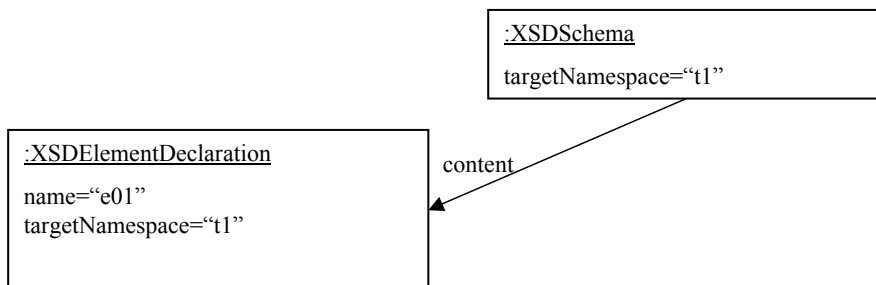 :XSDSchema
targetNamespace=“t1”
:XSDElementDeclaration
content
name=“e01”
targetNamespace=“t1”